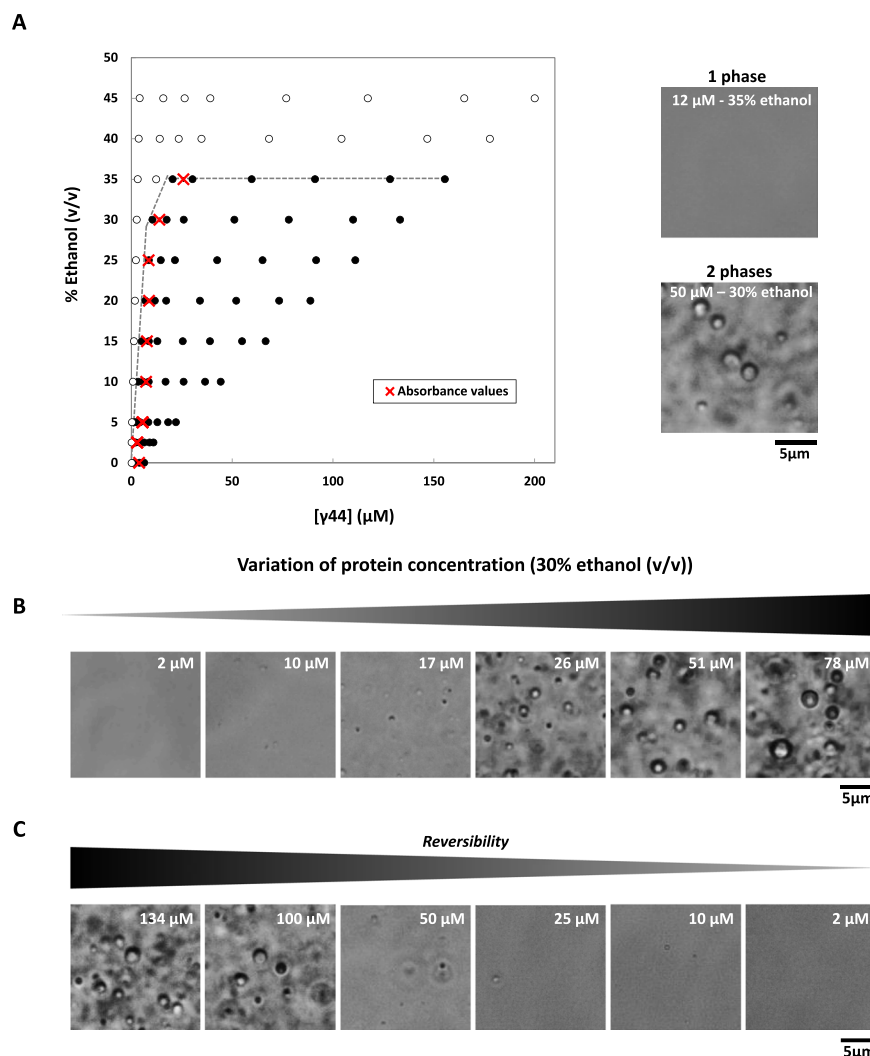 A
50
45
40
35
30
25
20
15
10
5
0
% Ethanol (v/v)
0 50 100 150 200
[γ44] (µM)
Absorbance values
1 phase
12 µM - 35% ethanol
2 phases
50 µM – 30% ethanol
5µm
Variation of protein concentration (30% ethanol (v/v))
B
2 µM 10 µM 17 µM 26 µM 51 µM 78 µM
5µm
C
Reversibility
134 µM 100 µM 50 µM 25 µM 10 µM 2 µM
5µm